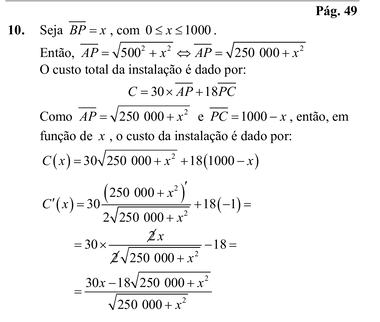 Pág. 49
10. Seja $\overline{BP} = x$ , com $0 \leq x \leq 1000$ .
Então, $\overline{AP} = \sqrt{500^2 + x^2} \Leftrightarrow \overline{AP} = \sqrt{250\ 000 + x^2}$
O custo total da instalação é dado por:
$C = 30 \times \overline{AP} + 18\overline{PC}$
Como $\overline{AP} = \sqrt{250\ 000 + x^2}$ e $\overline{PC} = 1000 - x$ , então, em
função de $x$ , o custo da instalação é dado por:
$C(x) = 30\sqrt{250\ 000 + x^2} + 18(1000 - x)$
$C'(x) = 30\frac{(250\ 000 + x^2)'}{2\sqrt{250\ 000 + x^2}} + 18(-1) =$
$= 30 \times \frac{\cancel{2}x}{\cancel{2}\sqrt{250\ 000 + x^2}} - 18 =$
$= \frac{30x - 18\sqrt{250\ 000 + x^2}}{\sqrt{250\ 000 + x^2}}$